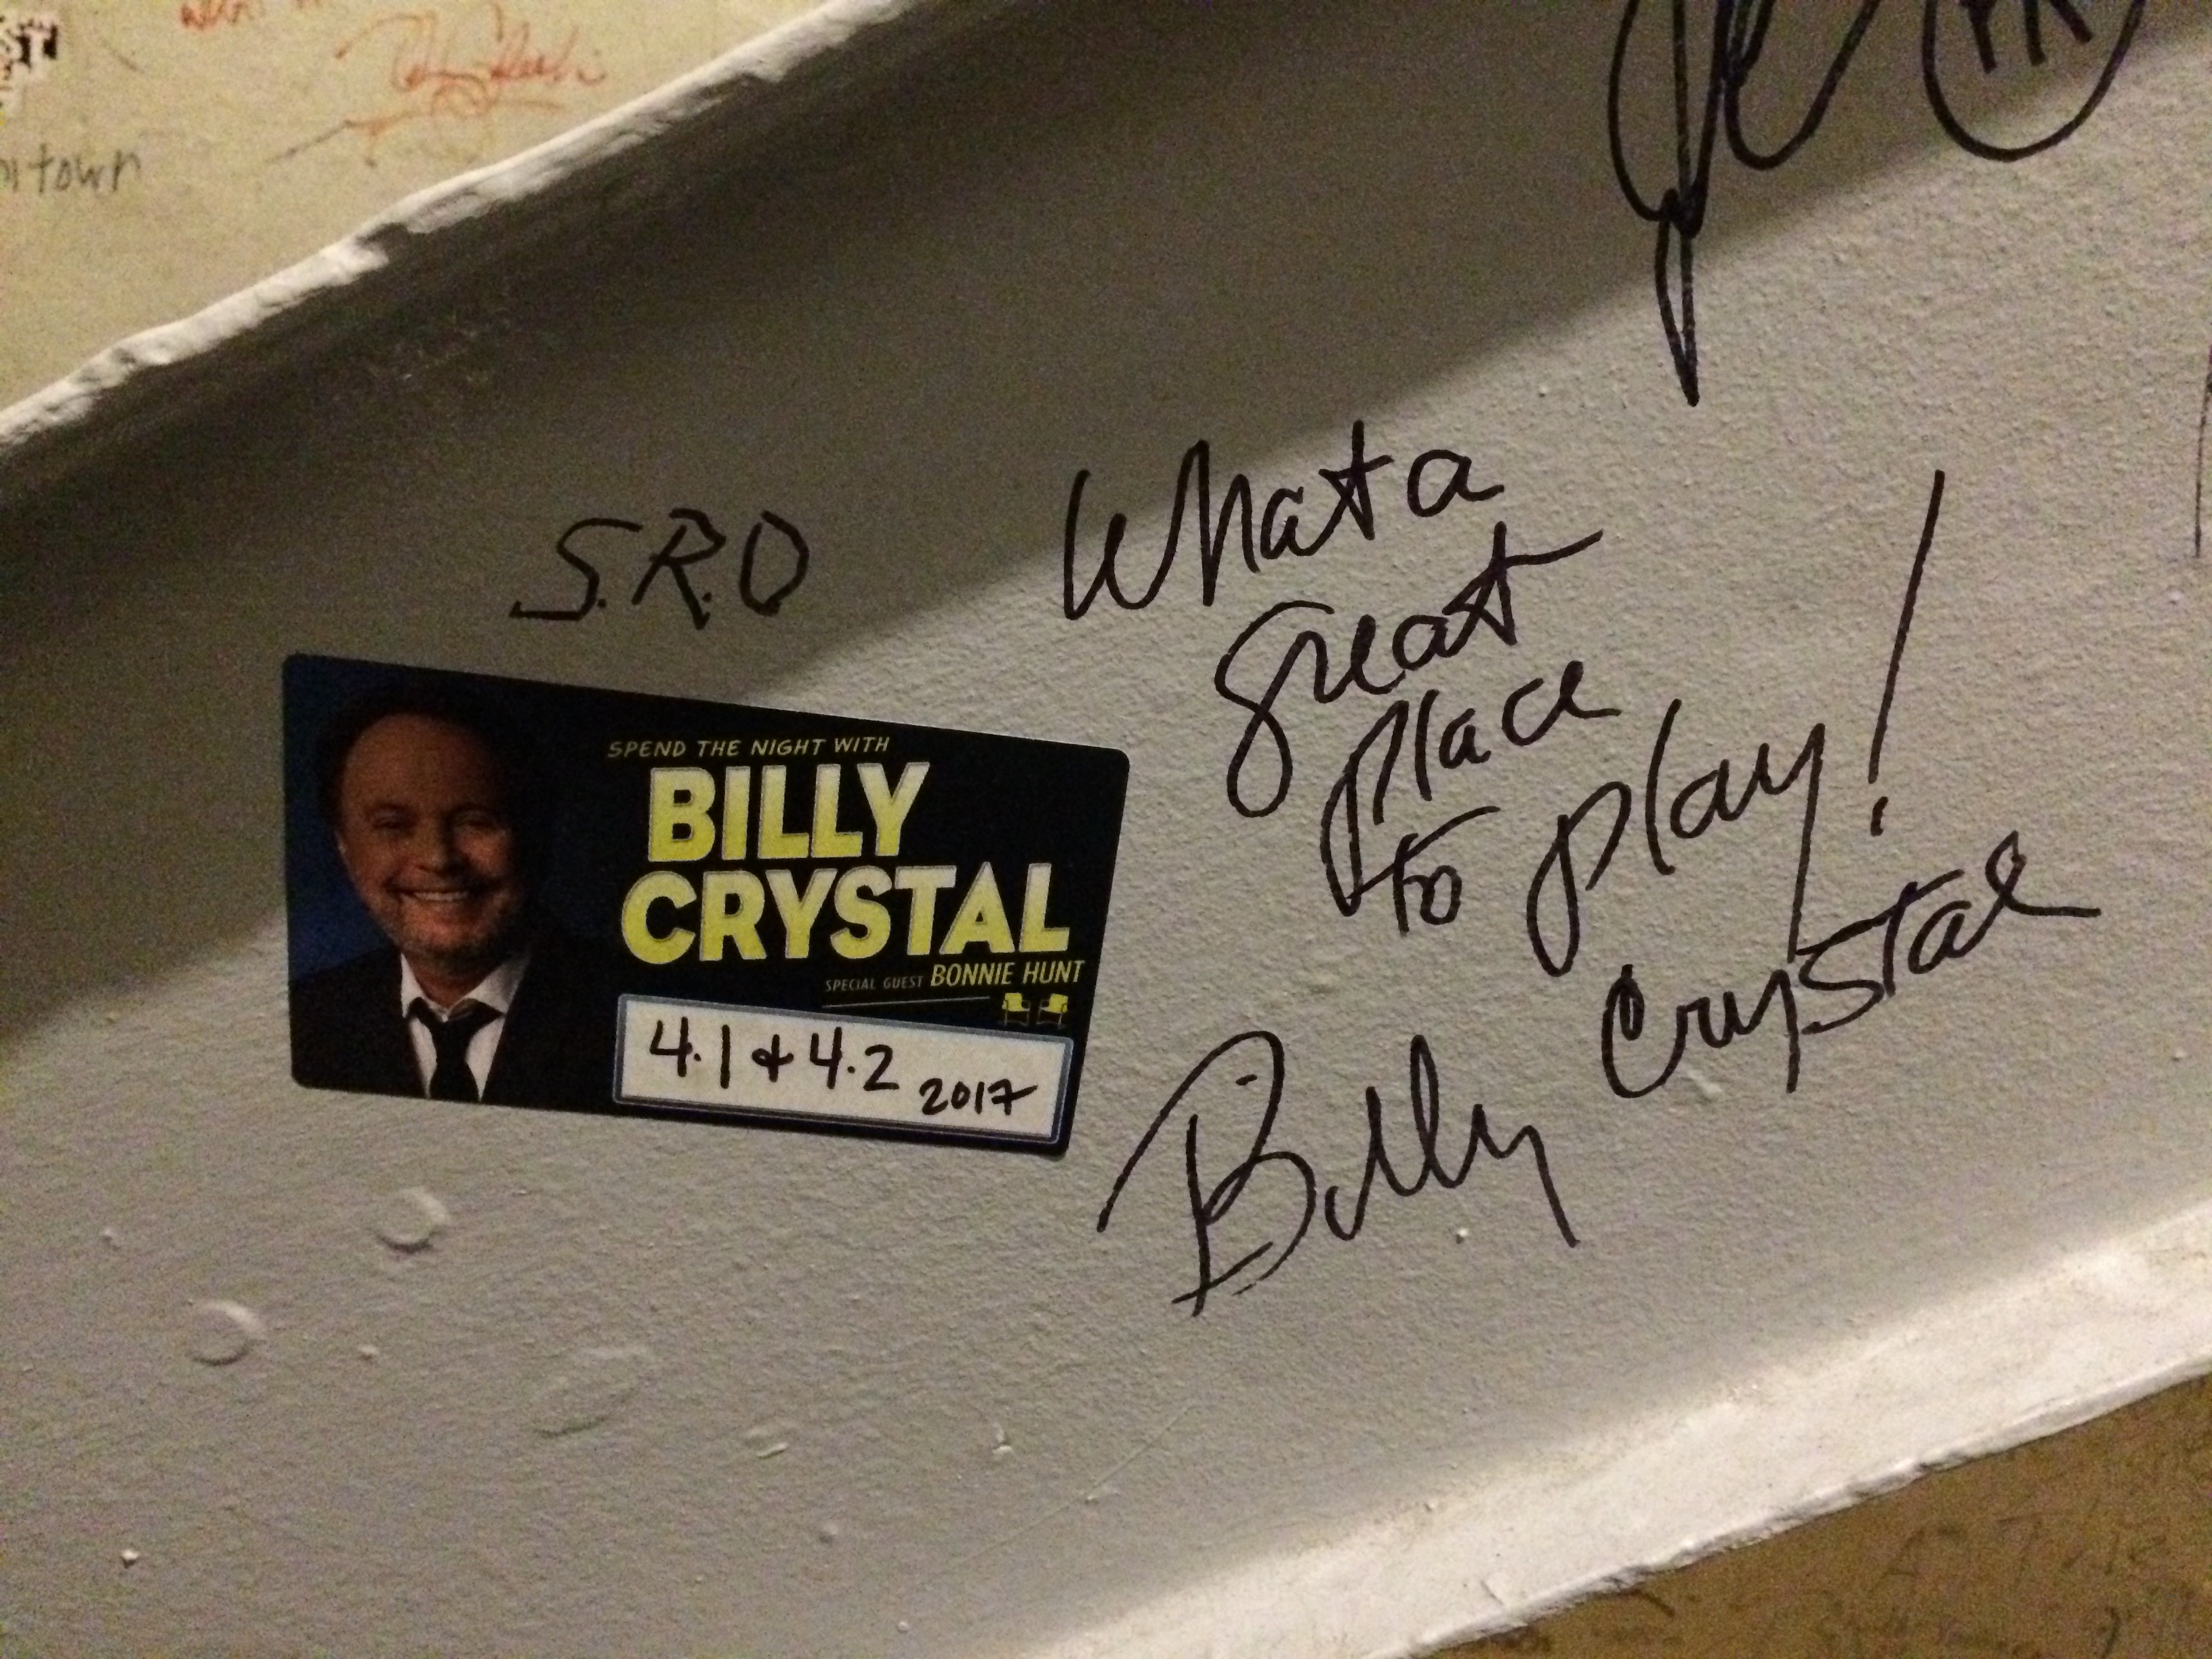 town
S.R.O
What a
great
place
to play!
Billy Crystal
SPEND THE NIGHT WITH
BILLY
CRYSTAL
SPECIAL GUEST BONNIE HUNT
4.1 & 4.2 2017